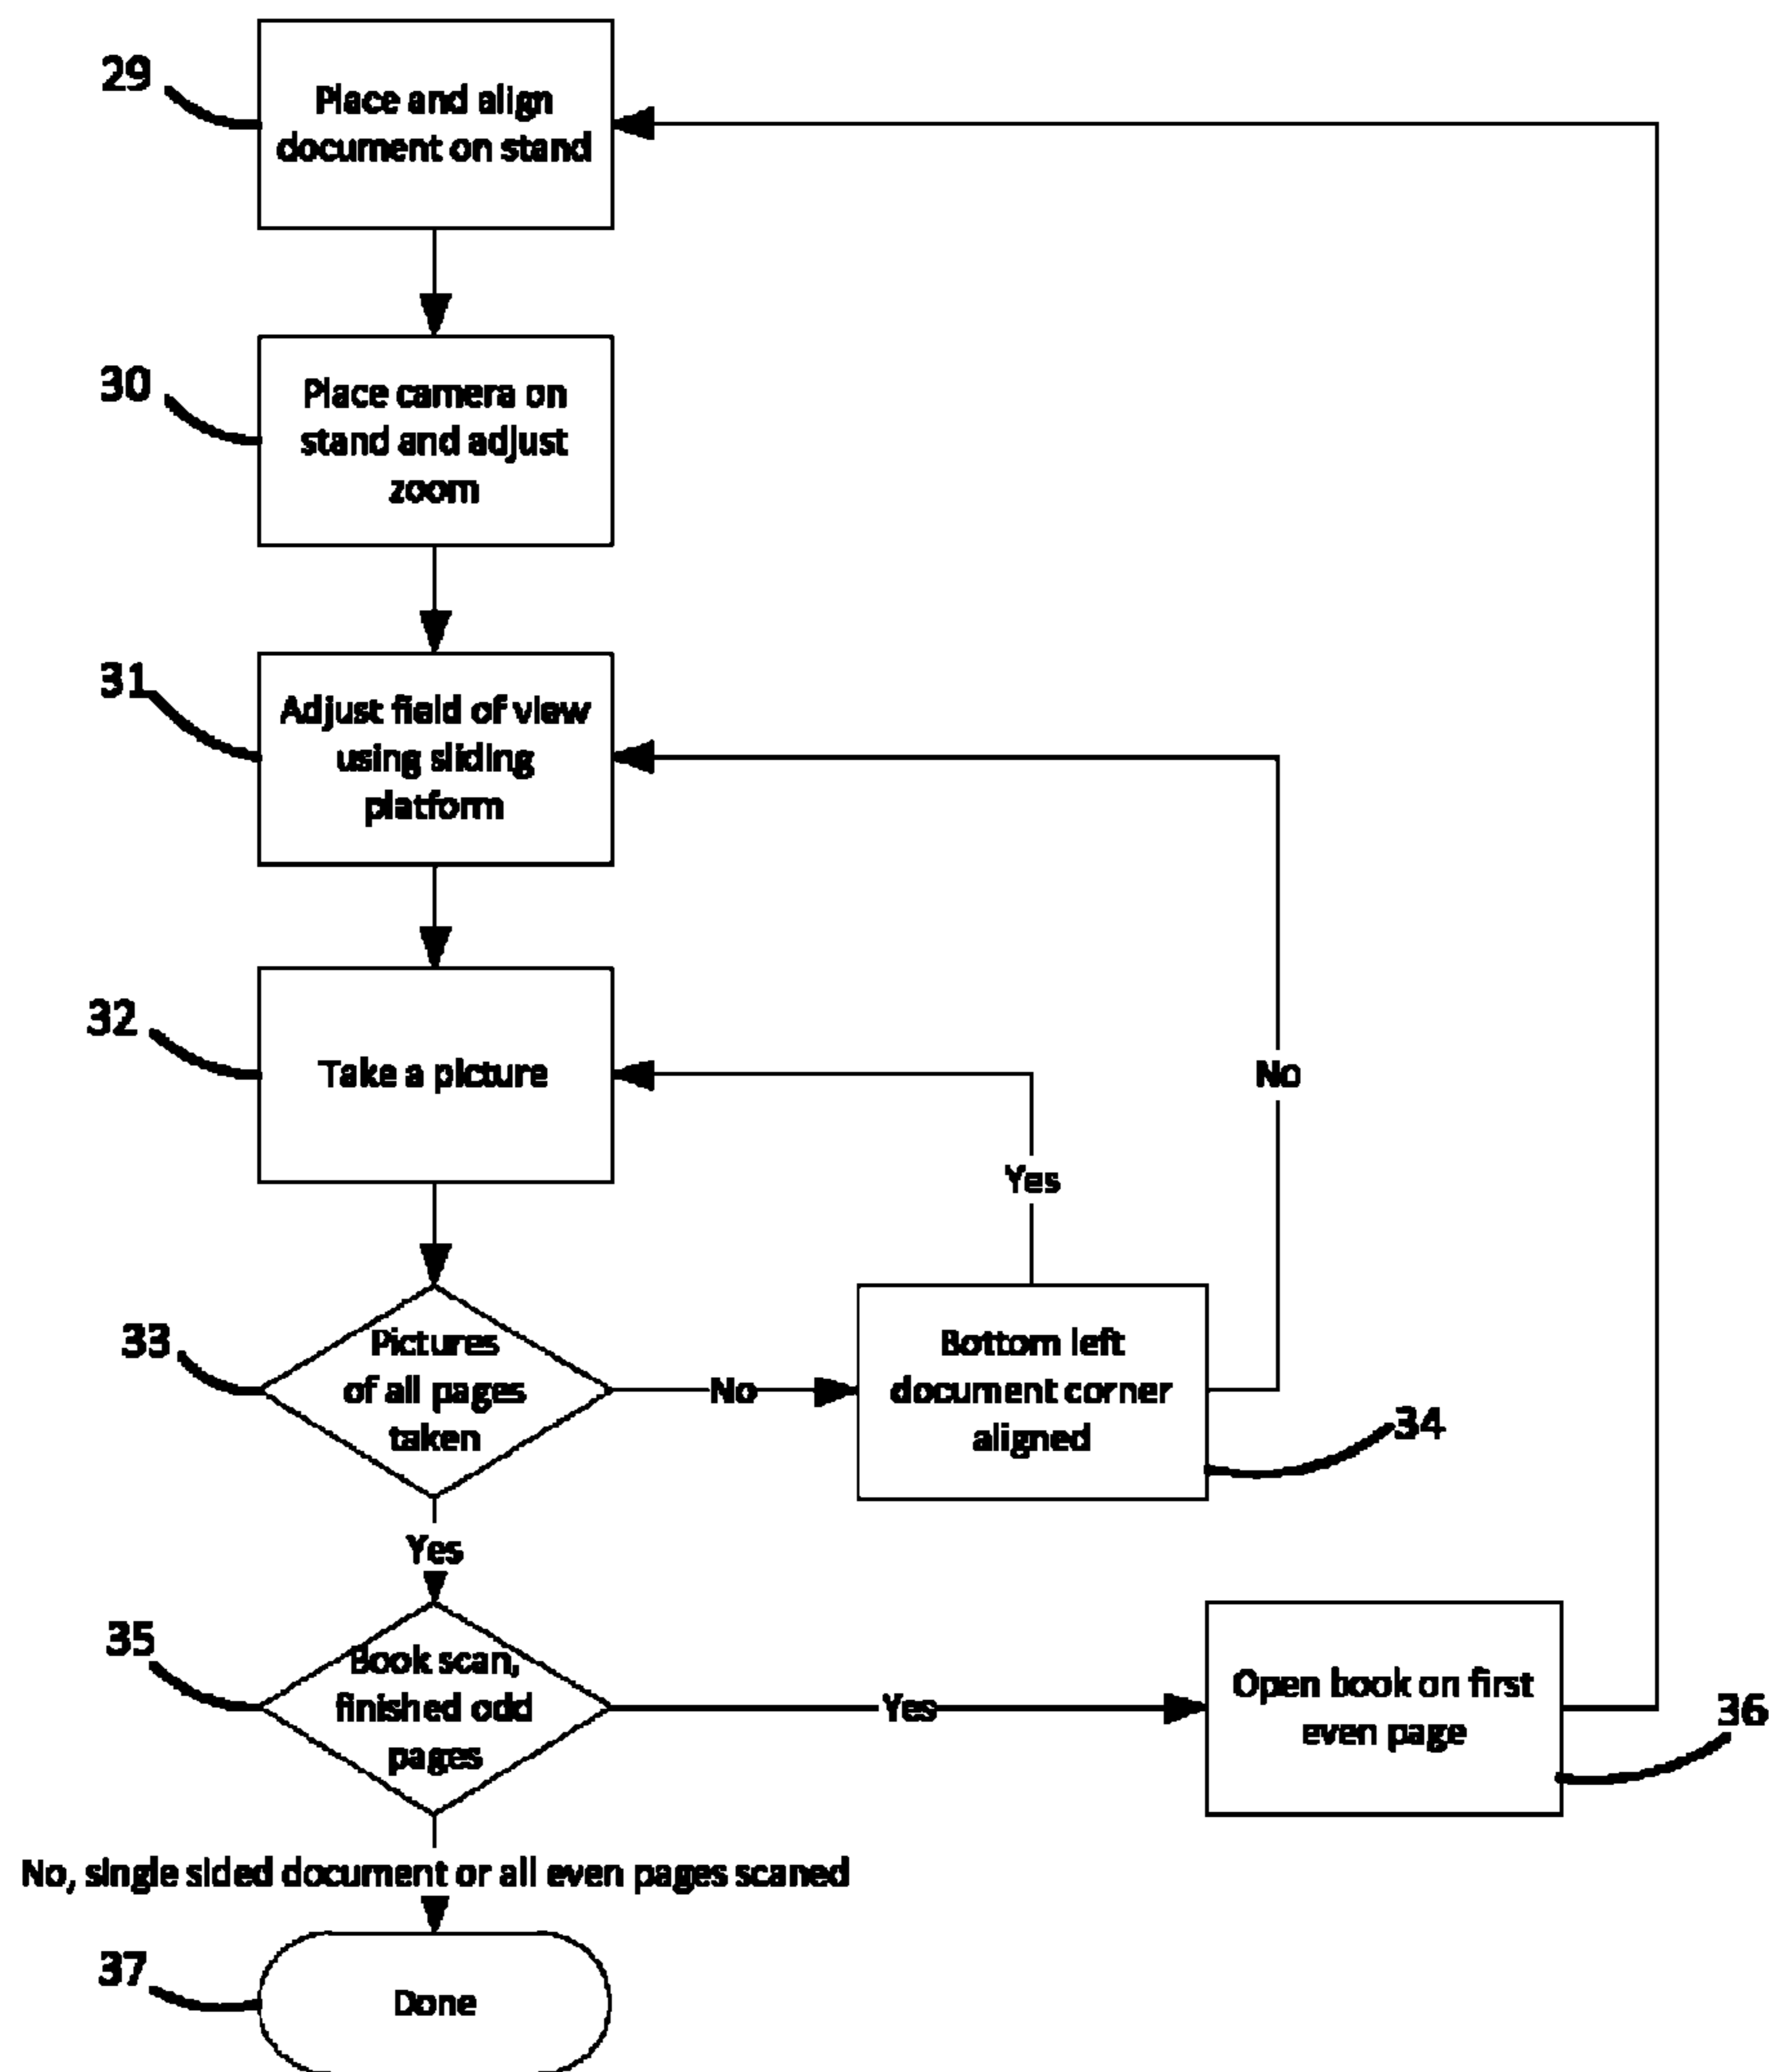 29
Place and align
document on stand
30
Place camera on
stand and adjust
zoom
31
Adjust field of view
using sliding
platform
32
Take a picture
No
Yes
33
Pictures
of all pages
taken
No
Bottom left
document corner
aligned
34
Yes
35
Book scan,
finished odd
pages
Yes
Open book on first
even page
36
No, single sided document or all even pages scaned
37
Done